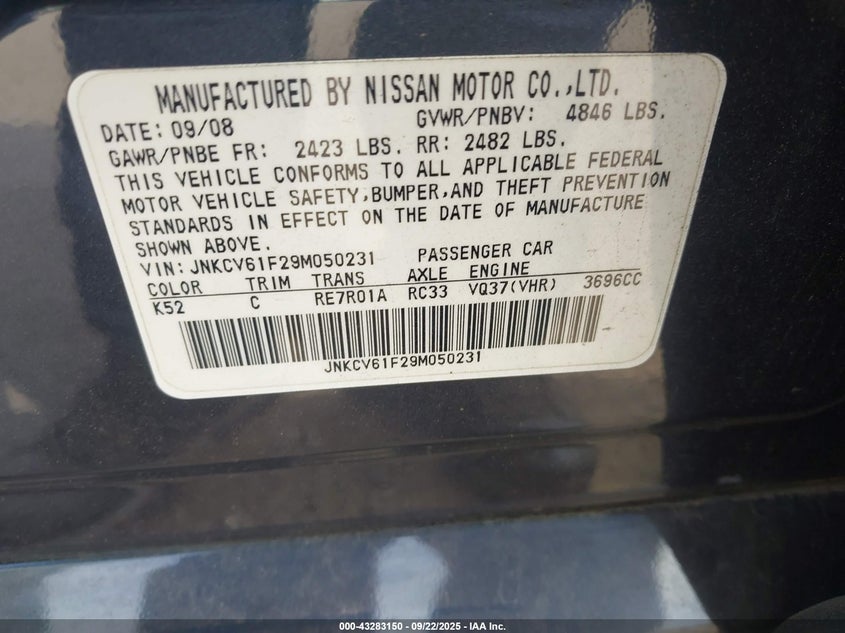 MANUFACTURED BY NISSAN MOTOR CO.,LTD.
DATE: 09/08 GVWR/PNBV: 4846 LBS.
GAWR/PNBE FR: 2423 LBS. RR: 2482 LBS.
THIS VEHICLE CONFORMS TO ALL APPLICABLE FEDERAL
MOTOR VEHICLE SAFETY,BUMPER,AND THEFT PREVENTION
STANDARDS IN EFFECT ON THE DATE OF MANUFACTURE
SHOWN ABOVE.
VIN: JNKCV61F29M050231 PASSENGER CAR
COLOR TRIM TRANS AXLE ENGINE
K52 C RE7R01A RC33 VQ37(VHR) 3696CC
JNKCV61F29M050231
000-43283150 - 09/22/2025 - IAA Inc.